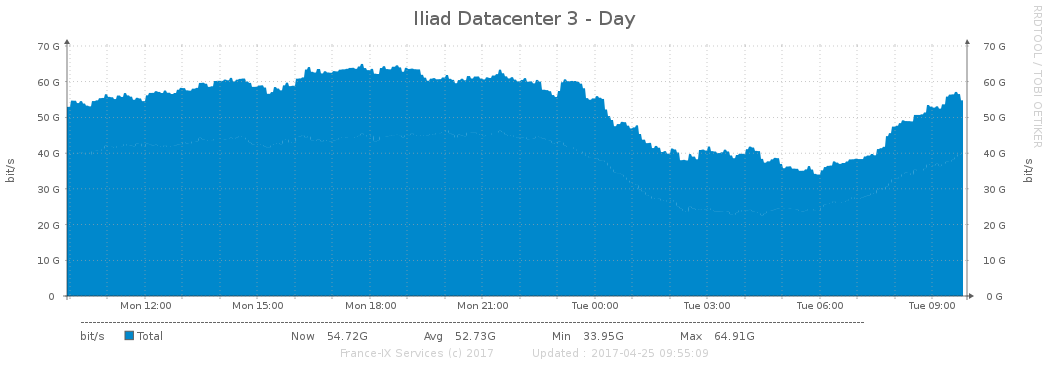 Iliad Datacenter 3 - Day
RRDTOOL / TOBI OETIKER
bit/s
70 G
60 G
50 G
40 G
30 G
20 G
10 G
0
70 G
60 G
50 G
40 G
30 G
20 G
10 G
0 G
bit/s
Mon 12:00 Mon 15:00 Mon 18:00 Mon 21:00 Tue 00:00 Tue 03:00 Tue 06:00 Tue 09:00
bit/s Total Now 54.72G Avg 52.73G Min 33.95G Max 64.91G
France-IX Services (c) 2017 Updated : 2017-04-25 09:55:09